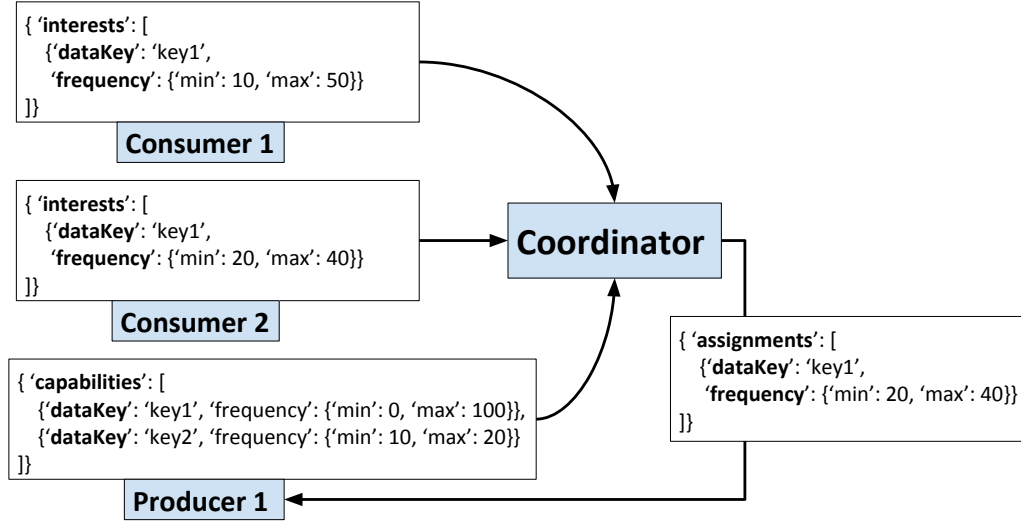 { ‘interests’: [
{‘dataKey’: ‘key1’,
‘frequency’: {‘min’: 10, ‘max’: 50}}
]}
Consumer 1
{ ‘interests’: [
{‘dataKey’: ‘key1’,
‘frequency’: {‘min’: 20, ‘max’: 40}}
]}
Consumer 2
{ ‘capabilities’: [
{‘dataKey’: ‘key1’, ‘frequency’: {‘min’: 0, ‘max’: 100}},
{‘dataKey’: ‘key2’, ‘frequency’: {‘min’: 10, ‘max’: 20}}
]}
Producer 1
Coordinator
{ ‘assignments’: [
{‘dataKey’: ‘key1’,
‘frequency’: {‘min’: 20, ‘max’: 40}}
]}